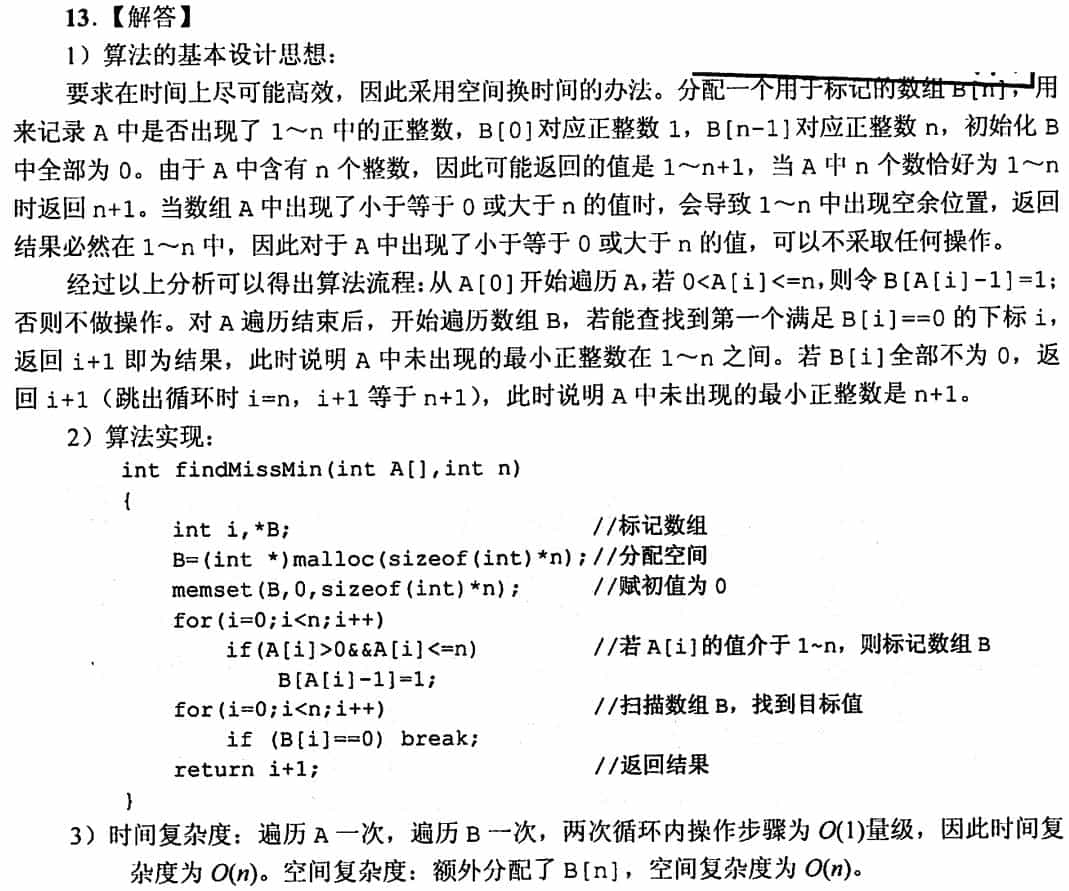 13.【解答】
1）算法的基本设计思想：
要求在时间上尽可能高效，因此采用空间换时间的办法。分配一个用于标记的数组 B[n]，用
来记录 A 中是否出现了 1～n 中的正整数，B[0]对应正整数 1，B[n-1]对应正整数 n，初始化 B
中全部为 0。由于 A 中含有 n 个整数，因此可能返回的值是 1～n+1，当 A 中 n 个数恰好为 1～n
时返回 n+1。当数组 A 中出现了小于等于 0 或大于 n 的值时，会导致 1～n 中出现空余位置，返回
结果必然在 1～n 中，因此对于 A 中出现了小于等于 0 或大于 n 的值，可以不采取任何操作。
经过以上分析可以得出算法流程：从 A[0]开始遍历 A，若 0<A[i]<=n，则令 B[A[i]-1]=1；
否则不做操作。对 A 遍历结束后，开始遍历数组 B，若能查找到第一个满足 B[i]==0 的下标 i，
返回 i+1 即为结果，此时说明 A 中未出现的最小正整数在 1～n 之间。若 B[i]全部不为 0，返
回 i+1（跳出循环时 i=n，i+1 等于 n+1），此时说明 A 中未出现的最小正整数是 n+1。
2）算法实现：
int findMissMin(int A[],int n)
{
int i,*B; //标记数组
B=(int *)malloc(sizeof(int)*n); //分配空间
memset(B,0,sizeof(int)*n); //赋初值为 0
for(i=0;i<n;i++)
if(A[i]>0&&A[i]<=n) //若 A[i]的值介于 1~n，则标记数组 B
B[A[i]-1]=1;
for(i=0;i<n;i++) //扫描数组 B，找到目标值
if (B[i]==0) break;
return i+1; //返回结果
}
3）时间复杂度：遍历 A 一次，遍历 B 一次，两次循环内操作步骤为 O(1)量级，因此时间复
杂度为 O(n)。空间复杂度：额外分配了 B[n]，空间复杂度为 O(n)。